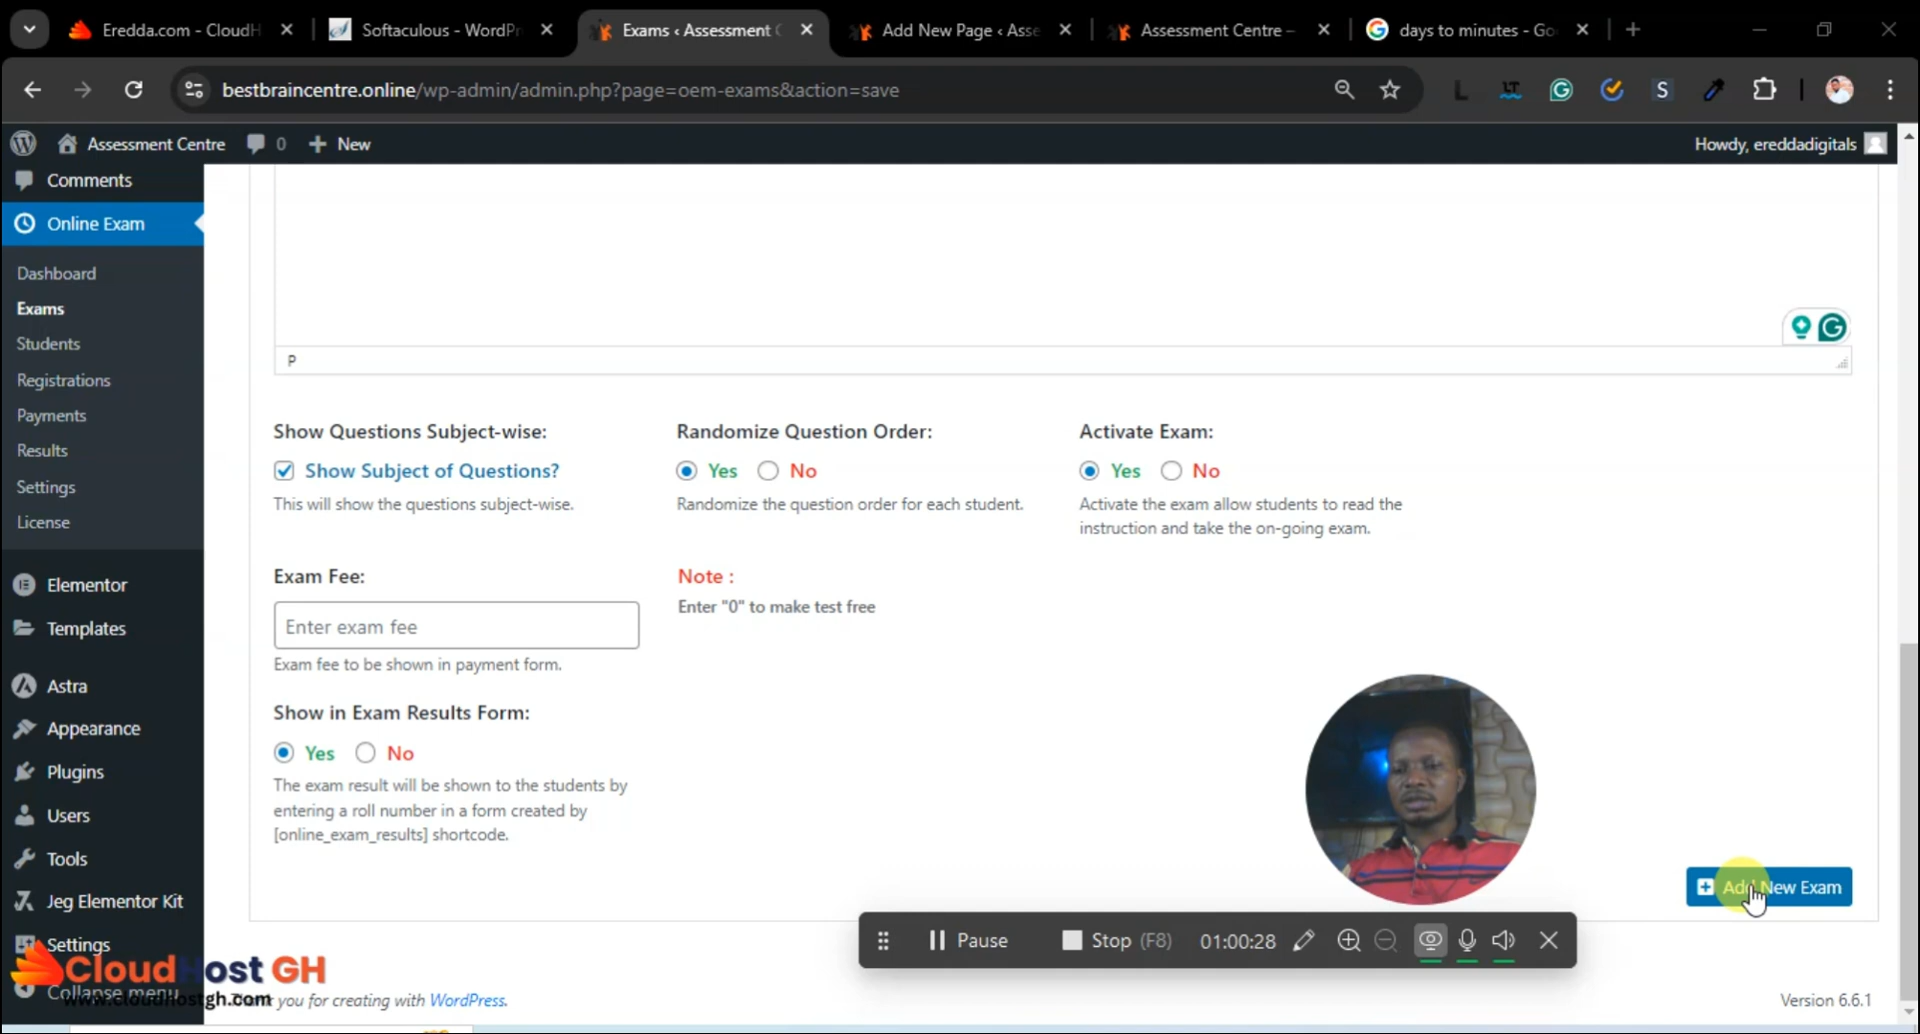 Eredda.com - CloudH
Softaculous - WordPr
Exams ‹ Assessment C
Add New Page ‹ Asse
Assessment Centre –
days to minutes - Go
bestbraincentre.online/wp-admin/admin.php?page=oem-exams&action=save
Assessment Centre
0
New
Howdy, ereddadigitals
Comments
Online Exam
Dashboard
Exams
Students
Registrations
Payments
Results
Settings
License
Elementor
Templates
Astra
Appearance
Plugins
Users
Tools
Jeg Elementor Kit
Settings
Collapse menu
P
Show Questions Subject-wise:
Show Subject of Questions?
This will show the questions subject-wise.
Randomize Question Order:
Yes No
Randomize the question order for each student.
Activate Exam:
Yes No
Activate the exam allow students to read the
instruction and take the on-going exam.
Exam Fee:
Enter exam fee
Exam fee to be shown in payment form.
Note :
Enter "0" to make test free
Show in Exam Results Form:
Yes No
The exam result will be shown to the students by
entering a roll number in a form created by
[online_exam_results] shortcode.
Add New Exam
Pause
Stop (F8)
01:00:28
CloudHost GH
www.cloudhostgh.com
you for creating with WordPress.
Version 6.6.1